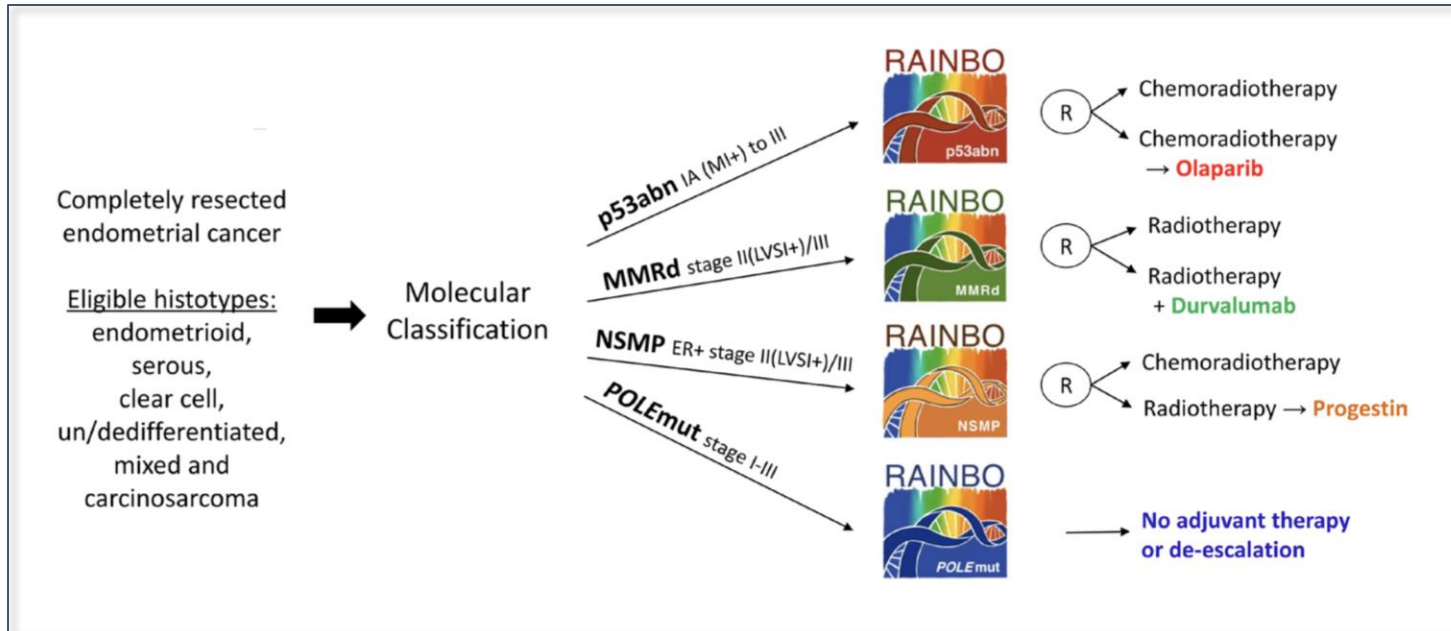 Completely resected
endometrial cancer
Eligible histotypes:
endometrioid,
serous,
clear cell,
un/dedifferentiated,
mixed and
carcinosarcoma
Molecular
Classification
p53abn IA (MI+) to III
MMRd stage II(LVSI+)/III
NSMP ER+ stage II(LVSI+)/III
POLEmut stage I-III
RAINBO
p53abn
R
Chemoradiotherapy
Chemoradiotherapy
→ Olaparib
RAINBO
MMRd
R
Radiotherapy
Radiotherapy
+ Durvalumab
RAINBO
NSMP
R
Chemoradiotherapy
Radiotherapy → Progestin
RAINBO
POLEmut
No adjuvant therapy
or de-escalation